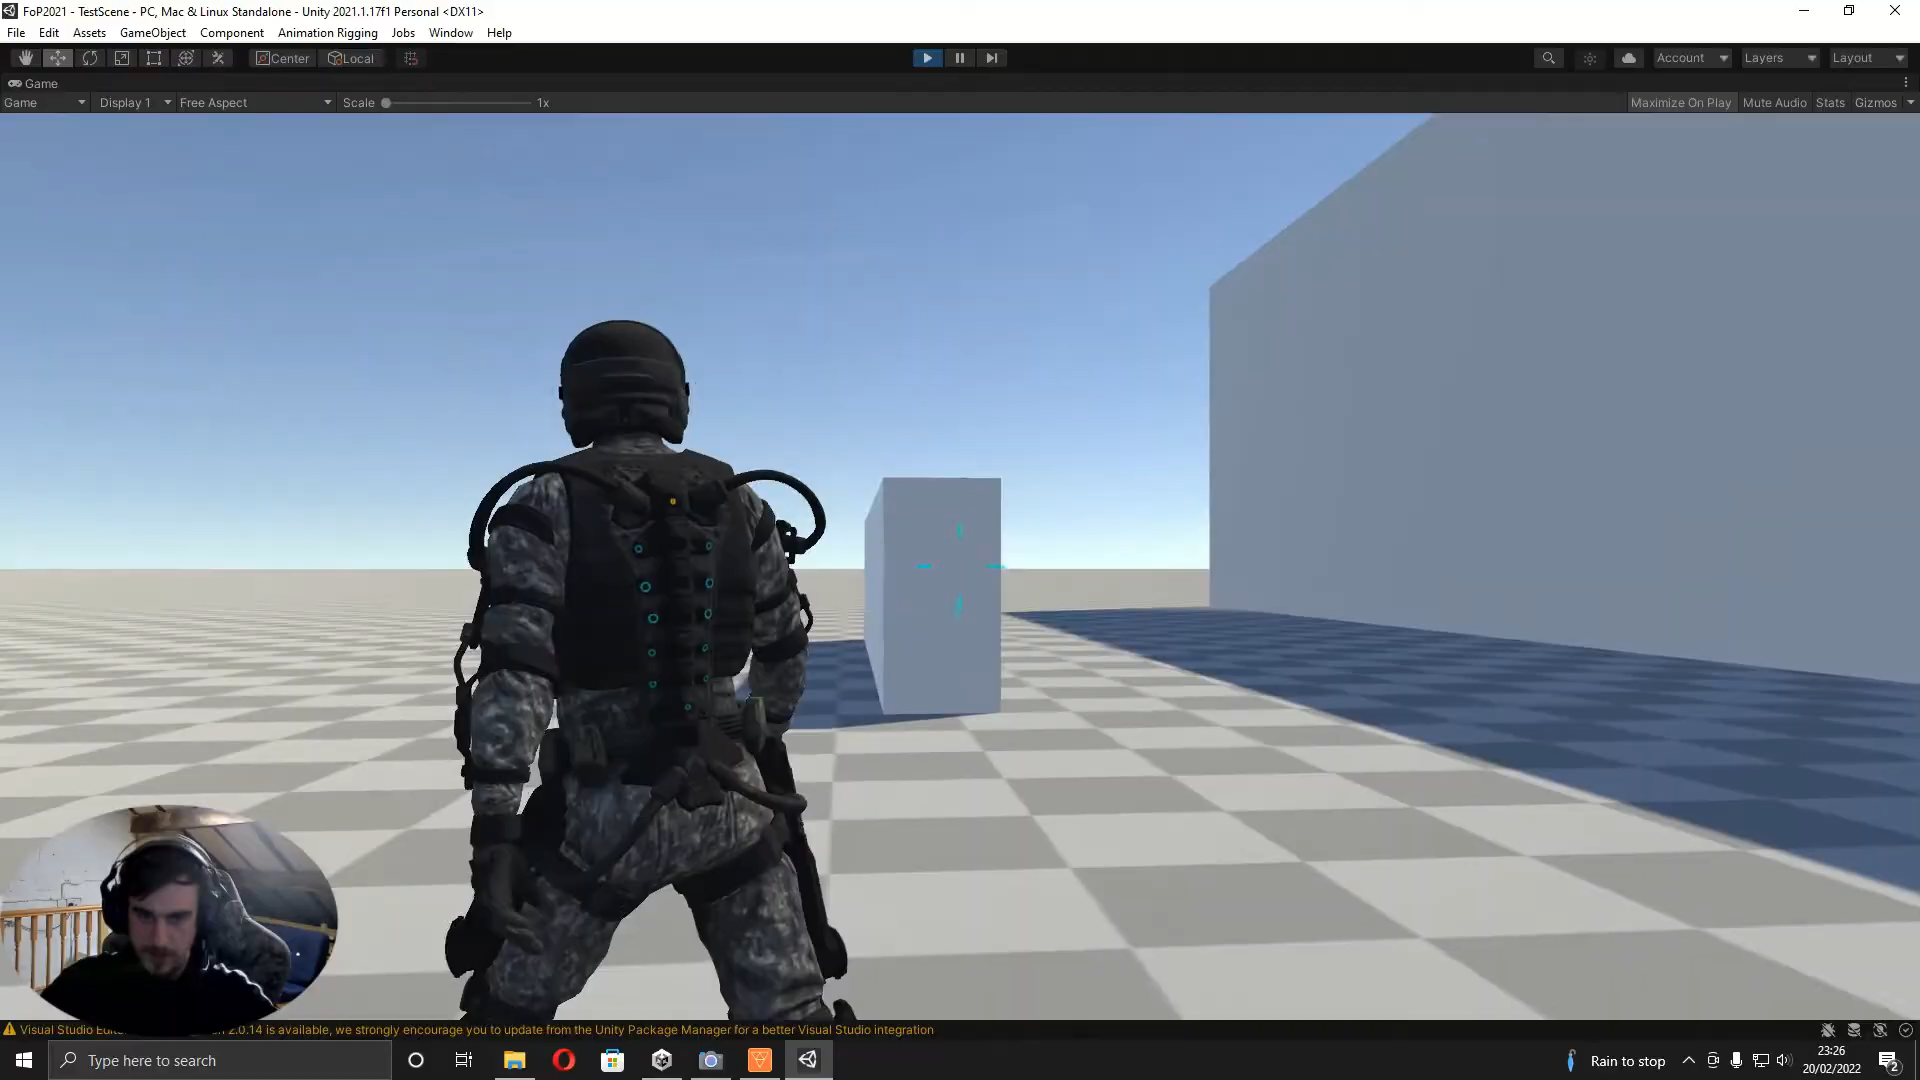 FoP2021 - TestScene - PC, Mac & Linux Standalone - Unity 2021.1.17f1 Personal <DX11>
File Edit Assets GameObject Component Animation Rigging Jobs Window Help
Center Local Account Layers Layout
Game
Game Display 1 Free Aspect Scale 1x Maximize On Play Mute Audio Stats Gizmos
Visual Studio 2.0.14 is available, we strongly encourage you to update from the Unity Package Manager for a better Visual Studio integration
Type here to search
Rain to stop
23:26
20/02/2022
2